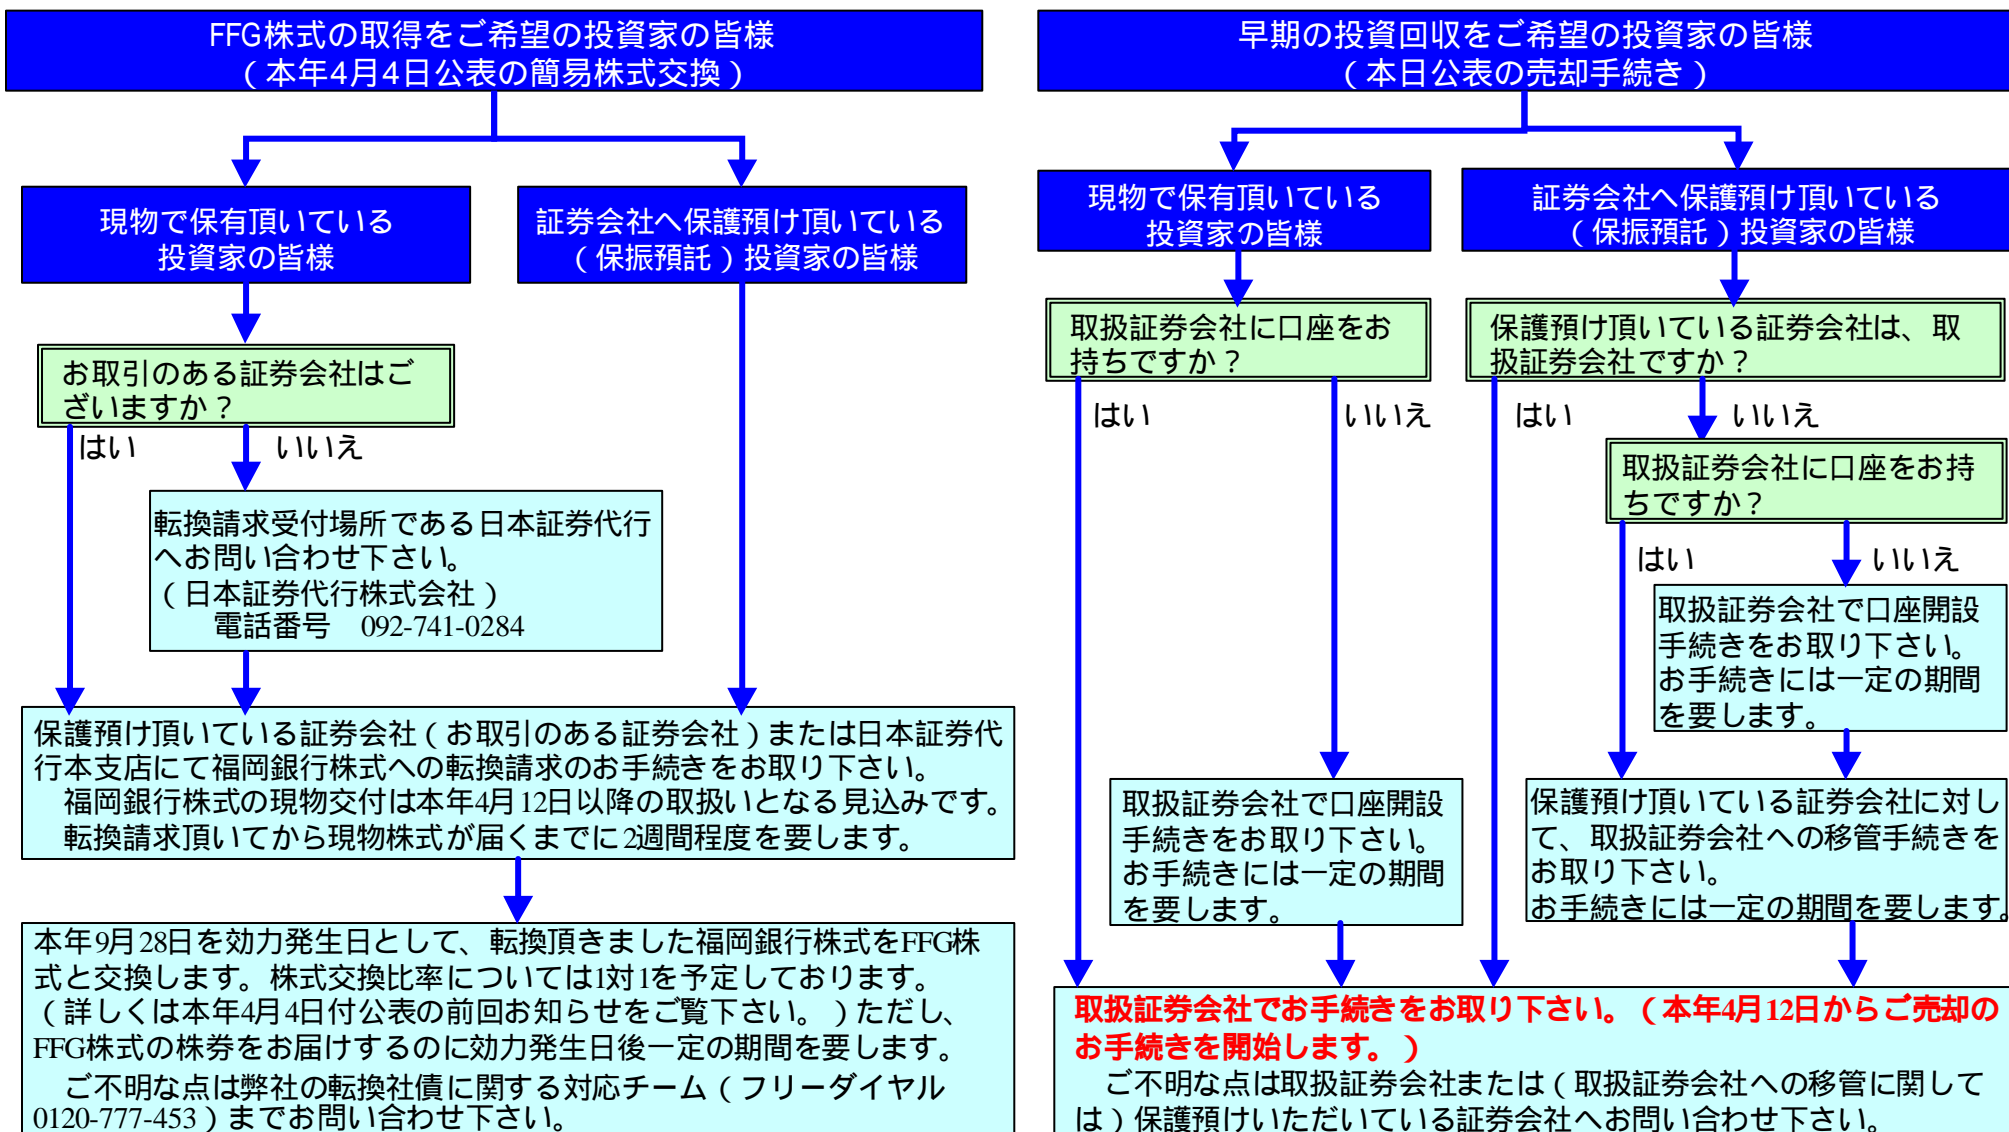 FFG株式の取得をご希望の投資家の皆様
(本年4月4日公表の簡易株式交換)
現物で保有頂いている
投資家の皆様
証券会社へ保護預け頂いている
(保振預託)投資家の皆様
お取引のある証券会社はご
ざいますか?
はい
いいえ
転換請求受付場所である日本証券代行
へお問い合わせ下さい。
(日本証券代行株式会社)
電話番号 092-741-0284
保護預け頂いている証券会社(お取引のある証券会社)または日本証券代
行本支店にて福岡銀行株式への転換請求のお手続きをお取り下さい。
福岡銀行株式の現物交付は本年4月12日以降の取扱いとなる見込みです。
転換請求頂いてから現物株式が届くまでに2週間程度を要します。
本年9月28日を効力発生日として、転換頂きました福岡銀行株式をFFG株
式と交換します。株式交換比率については1対1を予定しております。
(詳しくは本年4月4日付公表の前回お知らせをご覧下さい。)ただし、
FFG株式の株券をお届けするのに効力発生日後一定の期間を要します。
ご不明な点は弊社の転換社債に関する対応チーム(フリーダイヤル
0120-777-453)までお問い合わせ下さい。
早期の投資回収をご希望の投資家の皆様
(本日公表の売却手続き)
現物で保有頂いている
投資家の皆様
証券会社へ保護預け頂いている
(保振預託)投資家の皆様
取扱証券会社に口座をお
持ちですか?
はい
いいえ
保護預け頂いている証券会社は、取
扱証券会社ですか?
はい
いいえ
取扱証券会社に口座をお持
ちですか?
はい
いいえ
取扱証券会社で口座開設
手続きをお取り下さい。
お手続きには一定の期間
を要します。
取扱証券会社で口座開設
手続きをお取り下さい。
お手続きには一定の期間
を要します。
保護預け頂いている証券会社に対し
て、取扱証券会社への移管手続きを
お取り下さい。
お手続きには一定の期間を要します。
取扱証券会社でお手続きをお取り下さい。(本年4月12日からご売却の
お手続きを開始します。)
ご不明な点は取扱証券会社または(取扱証券会社への移管に関して
は)保護預けいただいている証券会社へお問い合わせ下さい。